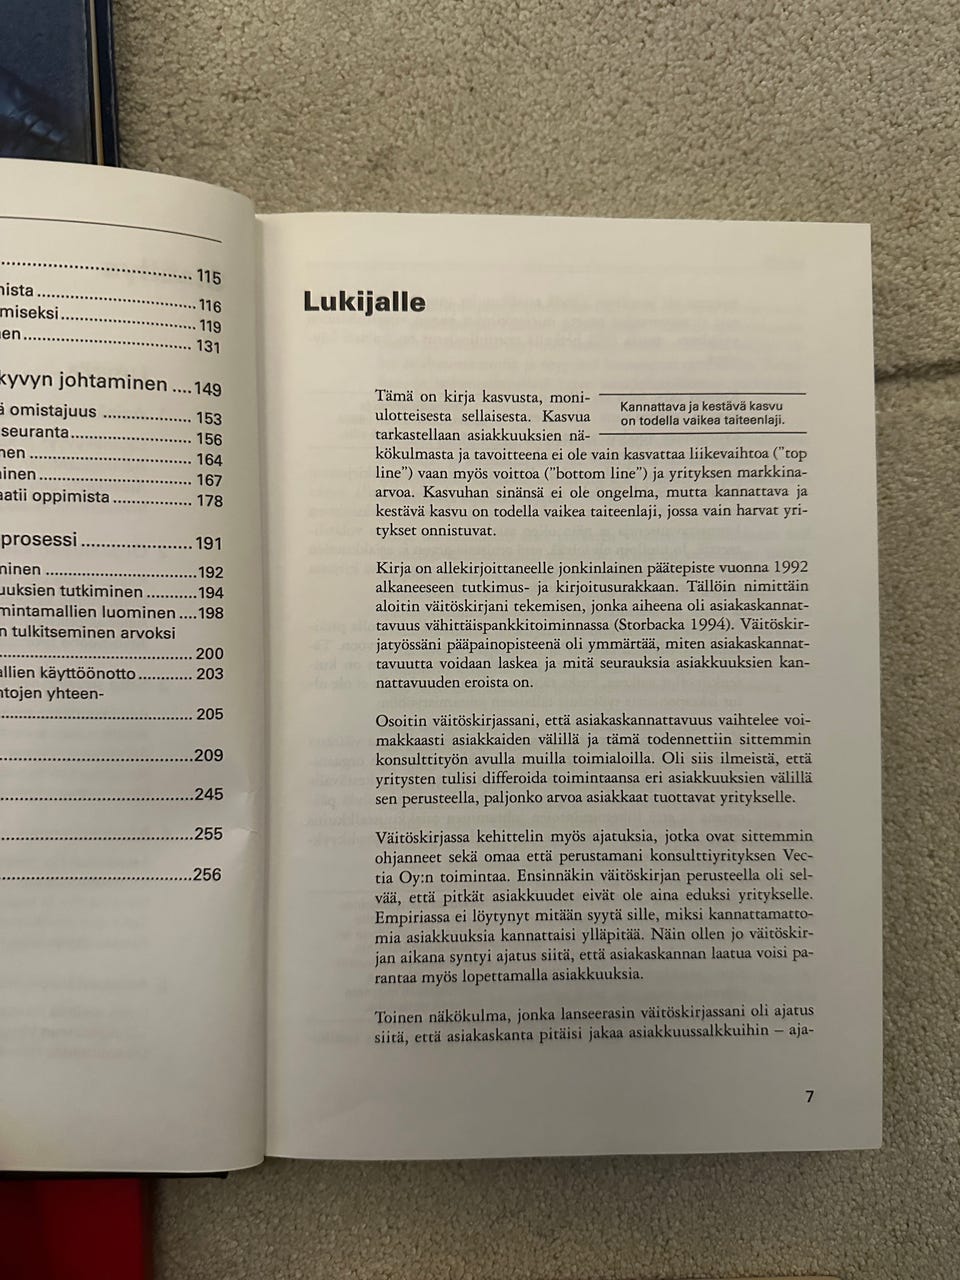 115
nista 116
miseksi 119
en 131
kyvyn johtaminen 149
ä omistajuus 153
seuranta 156
nen 164
ninen 167
aatii oppimista 178
prosessi 191
ninen 192
uuksien tutkiminen 194
mintamallien luominen 198
n tulkitseminen arvoksi
200
allien käyttöönotto 203
ntojen yhteen-
205
209
245
255
256
Lukijalle
Kannattava ja kestävä kasvu
on todella vaikea taiteenlaji.
Tämä on kirja kasvusta, moni-
ulotteisesta sellaisesta. Kasvua
tarkastellaan asiakkuuksien nä-
kökulmasta ja tavoitteena ei ole vain kasvattaa liikevaihtoa ("top
line") vaan myös voittoa ("bottom line") ja yrityksen markkina-
arvoa. Kasvuhan sinänsä ei ole ongelma, mutta kannattava ja
kestävä kasvu on todella vaikea taiteenlaji, jossa vain harvat yri-
tykset onnistuvat.
Kirja on allekirjoittaneelle jonkinlainen päätepiste vuonna 1992
alkaneeseen tutkimus- ja kirjoitusurakkaan. Tällöin nimittäin
aloitin väitöskirjani tekemisen, jonka aiheena oli asiakaskannat-
tavuus vähittäispankkitoiminnassa (Storbacka 1994). Väitöskir-
jatyössäni pääpainopisteenä oli ymmärtää, miten asiakaskannat-
tavuutta voidaan laskea ja mitä seurauksia asiakkuuksien kan-
nattavuuden eroista on.
Osoitin väitöskirjassani, että asiakaskannattavuus vaihtelee voi-
makkaasti asiakkaiden välillä ja tämä todennettiin sittemmin
konsulttityön avulla muilla toimialoilla. Oli siis ilmeistä, että
yritysten tulisi differoida toimintaansa eri asiakkuuksien välillä
sen perusteella, paljonko arvoa asiakkaat tuottavat yritykselle.
Väitöskirjassa kehittelin myös ajatuksia, jotka ovat sittemmin
ohjanneet sekä omaa että perustamani konsulttiyrityksen Vec-
tia Oy:n toimintaa. Ensinnäkin väitöskirjan perusteella oli sel-
vää, että pitkät asiakkuudet eivät ole aina eduksi yritykselle.
Empiriassa ei löytynyt mitään syytä sille, miksi kannattamatto-
mia asiakkuuksia kannattaisi ylläpitää. Näin ollen jo väitöskir-
jan aikana syntyi ajatus siitä, että asiakaskannan laatua voisi pa-
rantaa myös lopettamalla asiakkuuksia.
Toinen näkökulma, jonka lanseerasin väitöskirjassani oli ajatus
siitä, että asiakaskanta pitäisi jakaa asiakkuussalkkuihin – aja-
7